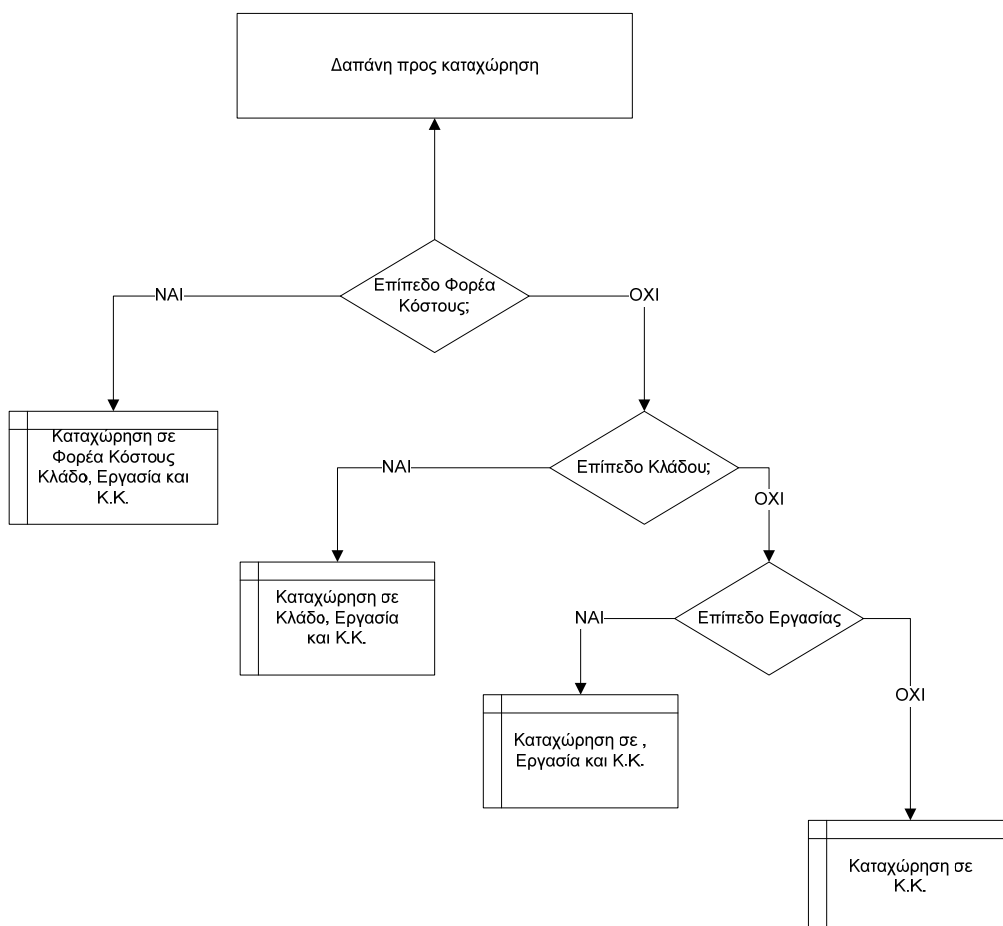 Δαπάνη προς καταχώρηση
Επίπεδο Φορέα
Κόστους;
ΝΑΙ
ΟΧΙ
Καταχώρηση σε
Φορέα Κόστους
Κλάδο, Εργασία και
Κ.Κ.
Επίπεδο Κλάδου;
ΝΑΙ
ΟΧΙ
Καταχώρηση σε
Κλάδο, Εργασία
και Κ.Κ.
Επίπεδο Εργασίας
ΝΑΙ
ΟΧΙ
Καταχώρηση σε ,
Εργασία και Κ.Κ.
Καταχώρηση σε
Κ.Κ.